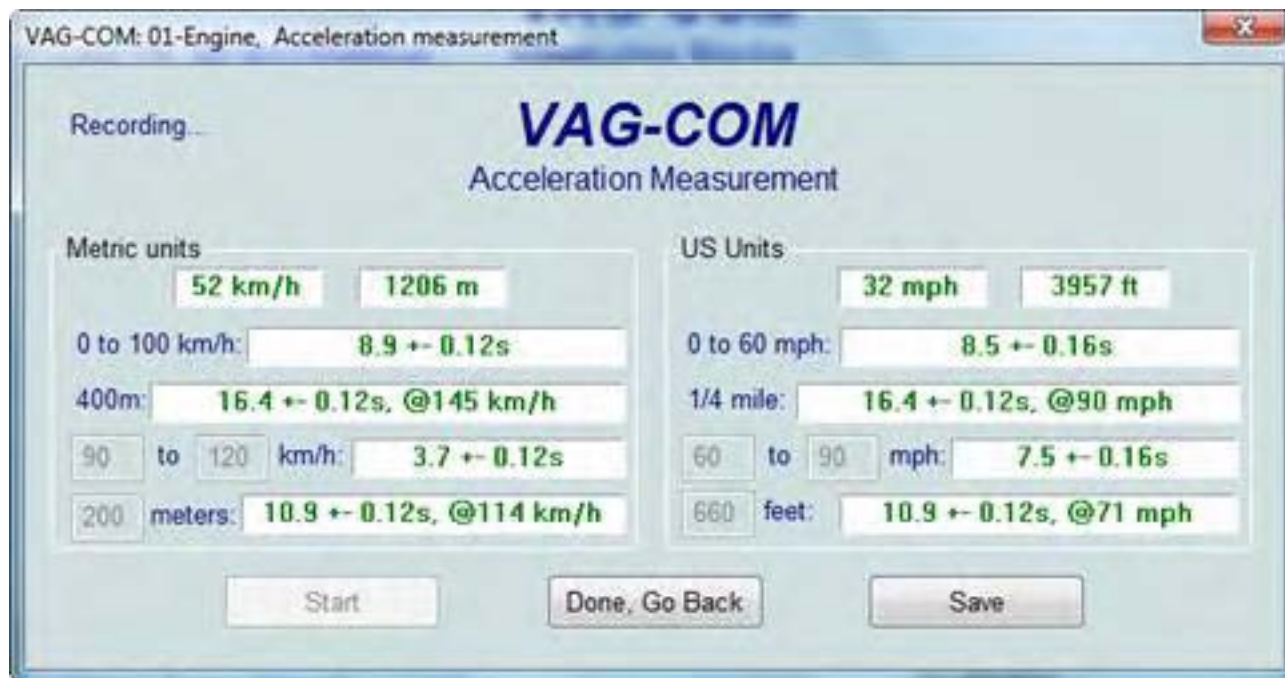 VAG-COM: 01-Engine, Acceleration measurement
Recording...
VAG-COM
Acceleration Measurement
Metric units
52 km/h 1206 m
0 to 100 km/h: 8.9 +- 0.12s
400m: 16.4 +- 0.12s, @145 km/h
90 to 120 km/h: 3.7 +- 0.12s
200 meters: 10.9 +- 0.12s, @114 km/h
US Units
32 mph 3957 ft
0 to 60 mph: 8.5 +- 0.16s
1/4 mile: 16.4 +- 0.12s, @90 mph
60 to 90 mph: 7.5 +- 0.16s
660 feet: 10.9 +- 0.12s, @71 mph
Start Done, Go Back Save